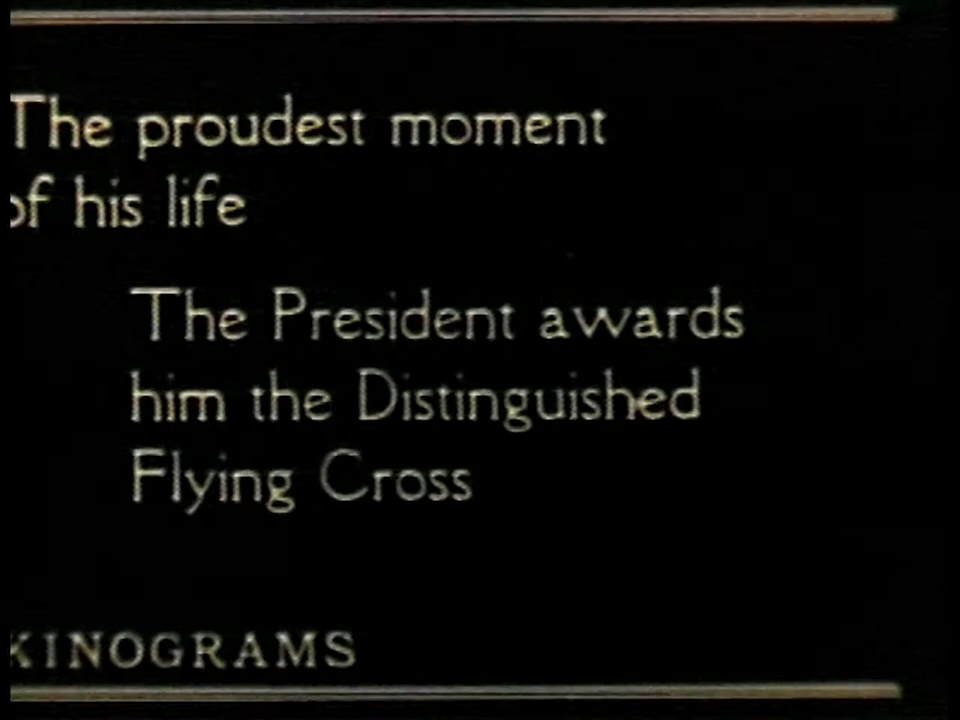 The proudest moment
of his life
The President awards
him the Distinguished
Flying Cross
KINOGRAMS